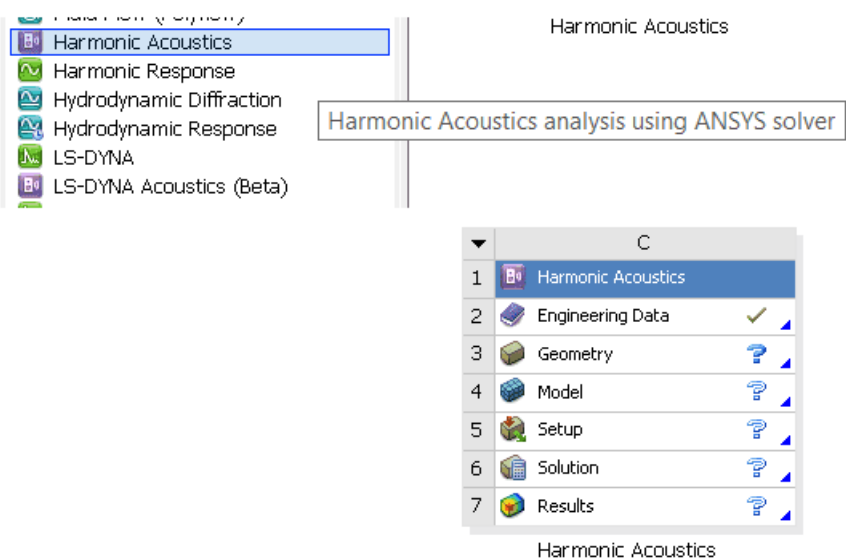 Harmonic Acoustics
Harmonic Acoustics
Harmonic Response
Hydrodynamic Diffraction
Hydrodynamic Response
Harmonic Acoustics analysis using ANSYS solver
LS-DYNA
LS-DYNA Acoustics (Beta)
C
1 Harmonic Acoustics
2 Engineering Data
3 Geometry ?
4 Model ?
5 Setup ?
6 Solution ?
7 Results ?
Harmonic Acoustics